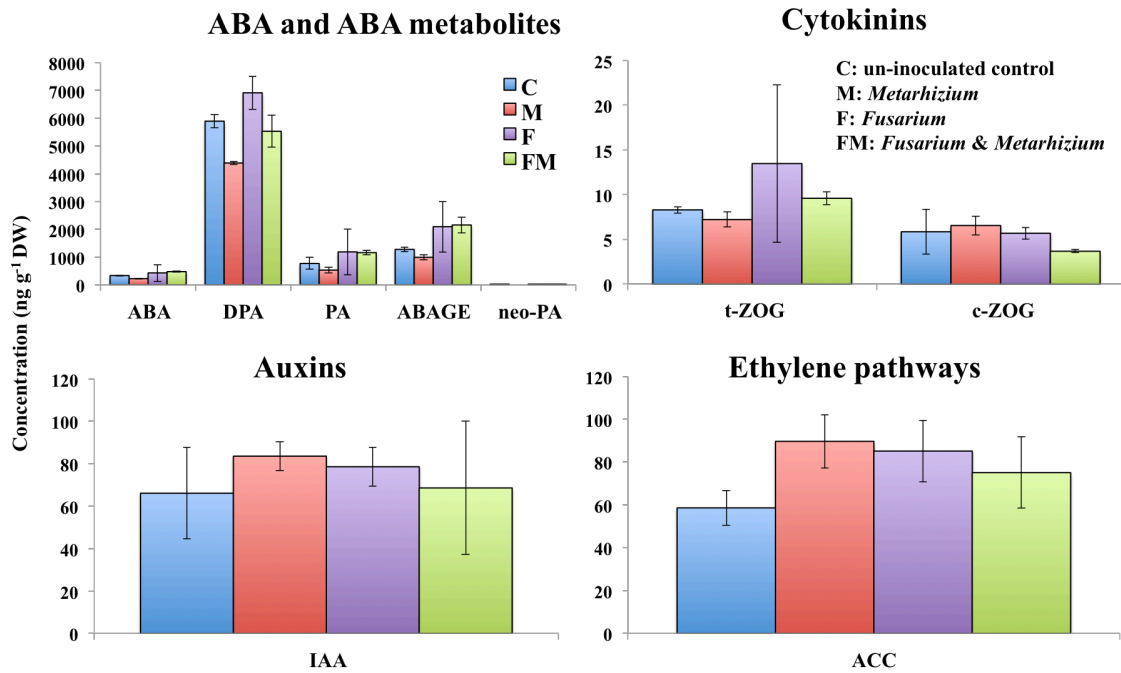 ABA and ABA metabolites
8000
7000
6000
5000
4000
3000
2000
1000
0
C
M
F
FM
ABA DPA PA ABAGE neo-PA
Cytokinins
25
20
15
10
5
0
C: un-inoculated control
M: Metarhizium
F: Fusarium
FM: Fusarium & Metarhizium
t-ZOG c-ZOG
Concentration (ng g-1 DW)
Auxins
120
100
80
60
40
20
0
IAA
Ethylene pathways
120
100
80
60
40
20
0
ACC